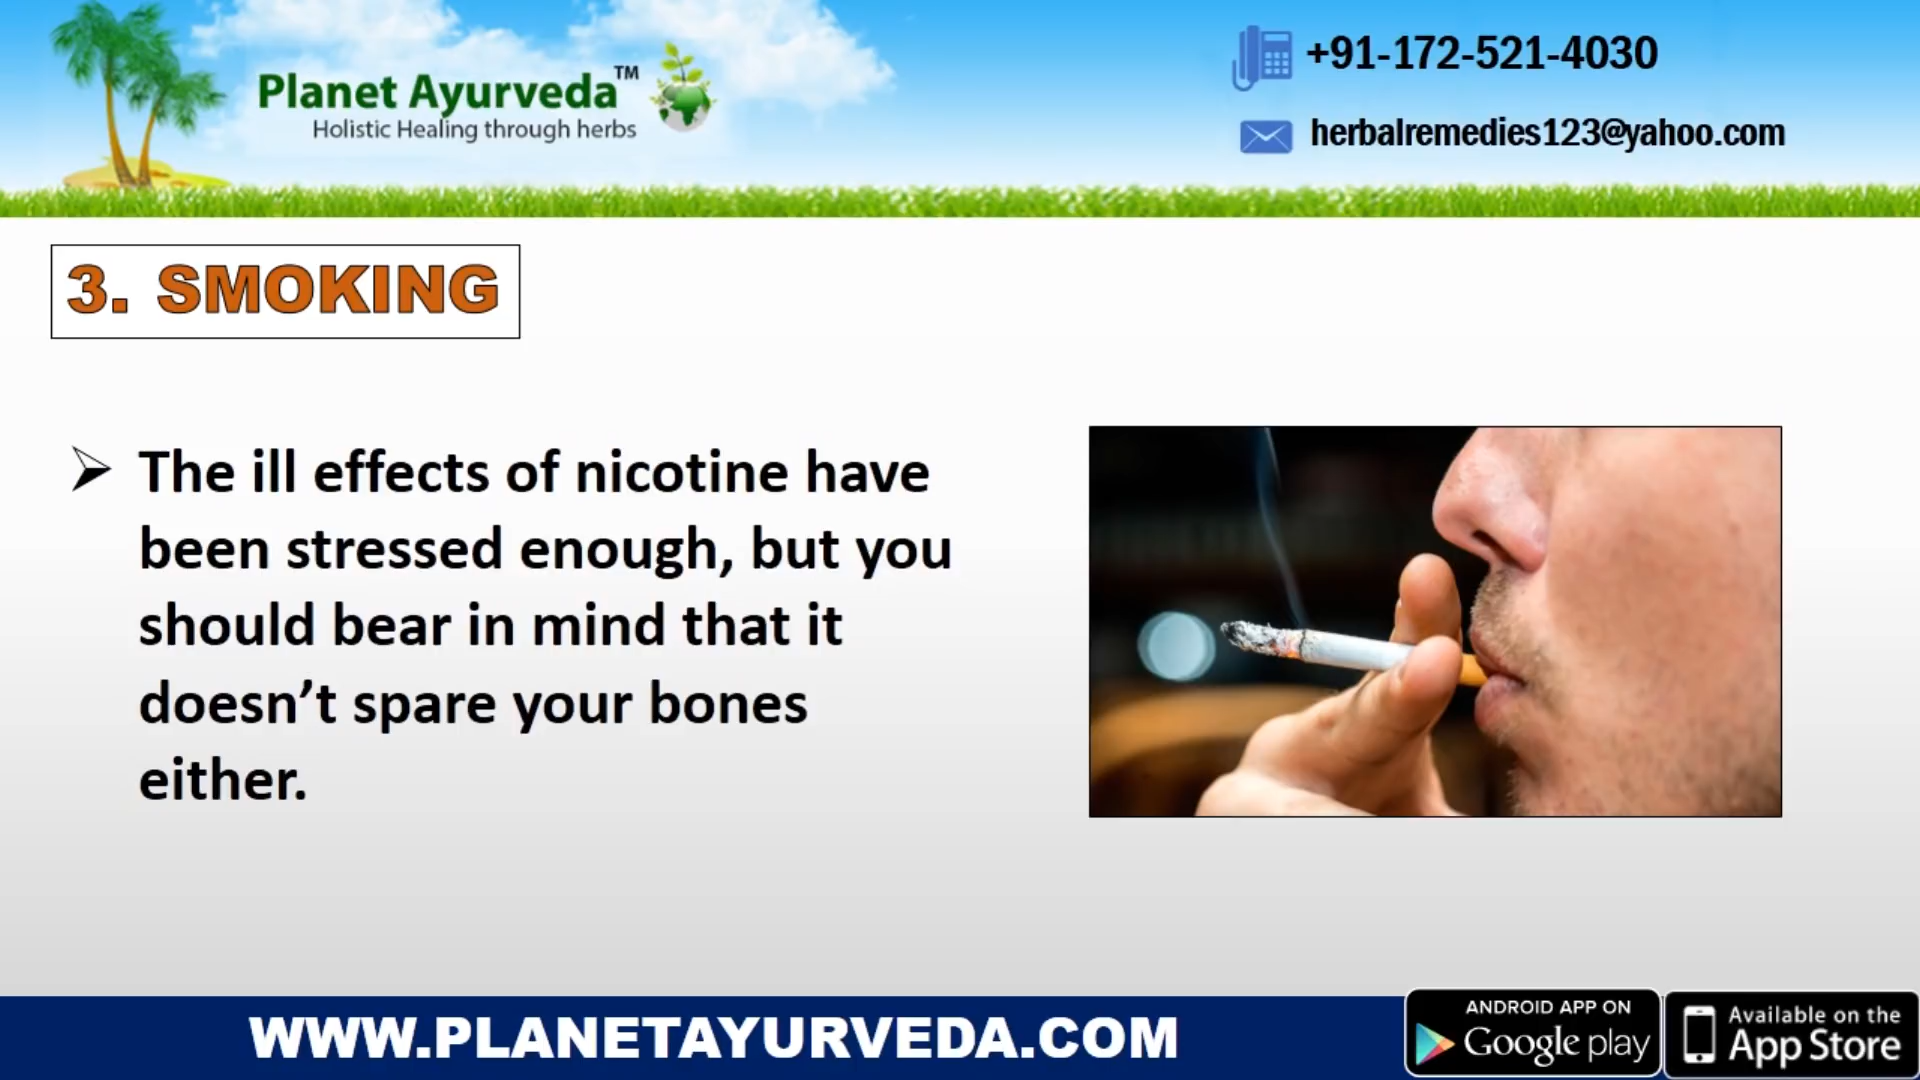 Planet Ayurveda™
Holistic Healing through herbs
+91-172-521-4030
herbalremedies123@yahoo.com
3. SMOKING
➢ The ill effects of nicotine have
been stressed enough, but you
should bear in mind that it
doesn’t spare your bones
either.
WWW.PLANETAYURVEDA.COM
ANDROID APP ON
Google play
Available on the
App Store